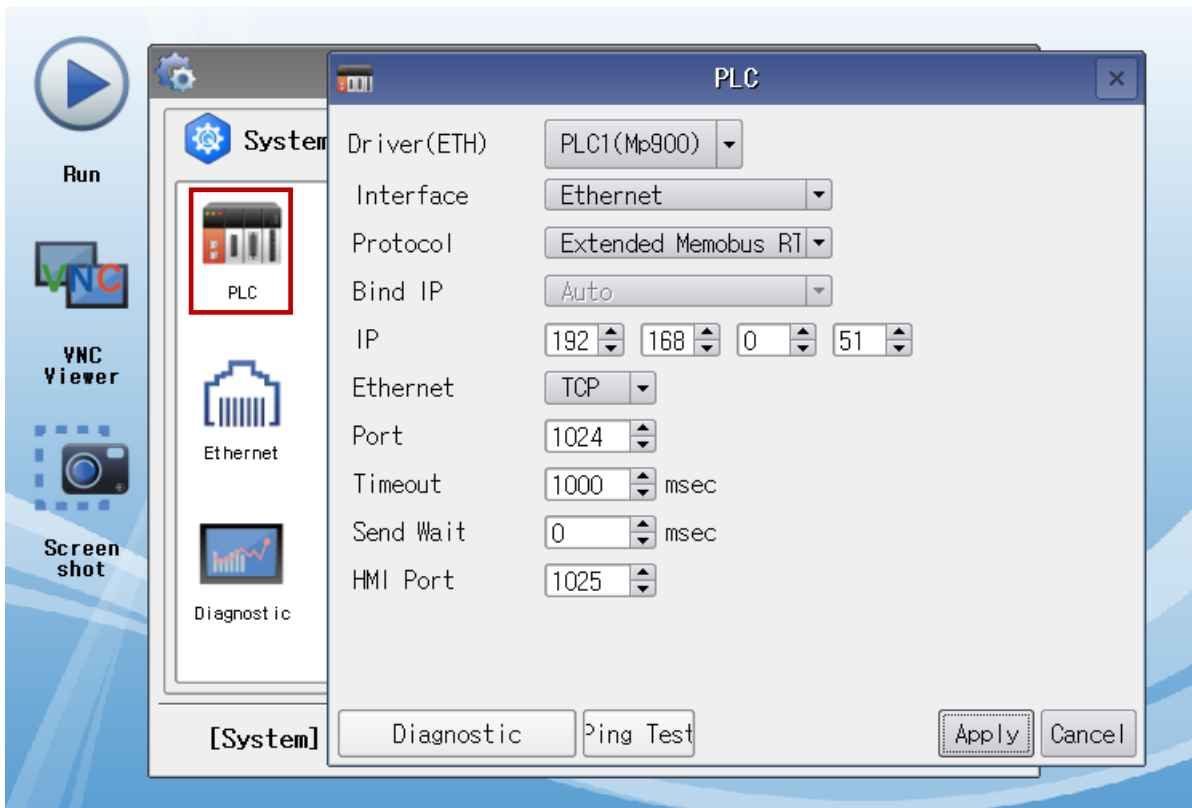 Run
VNC
VNC
Viewer
Screen
shot
System
PLC
Ethernet
Diagnostic
[System]
PLC
Driver(ETH) PLC1(Mp900)
Interface Ethernet
Protocol Extended Memobus RT
Bind IP Auto
IP 192 168 0 51
Ethernet TCP
Port 1024
Timeout 1000 msec
Send Wait 0 msec
HMI Port 1025
Diagnostic Ping Test Apply Cancel